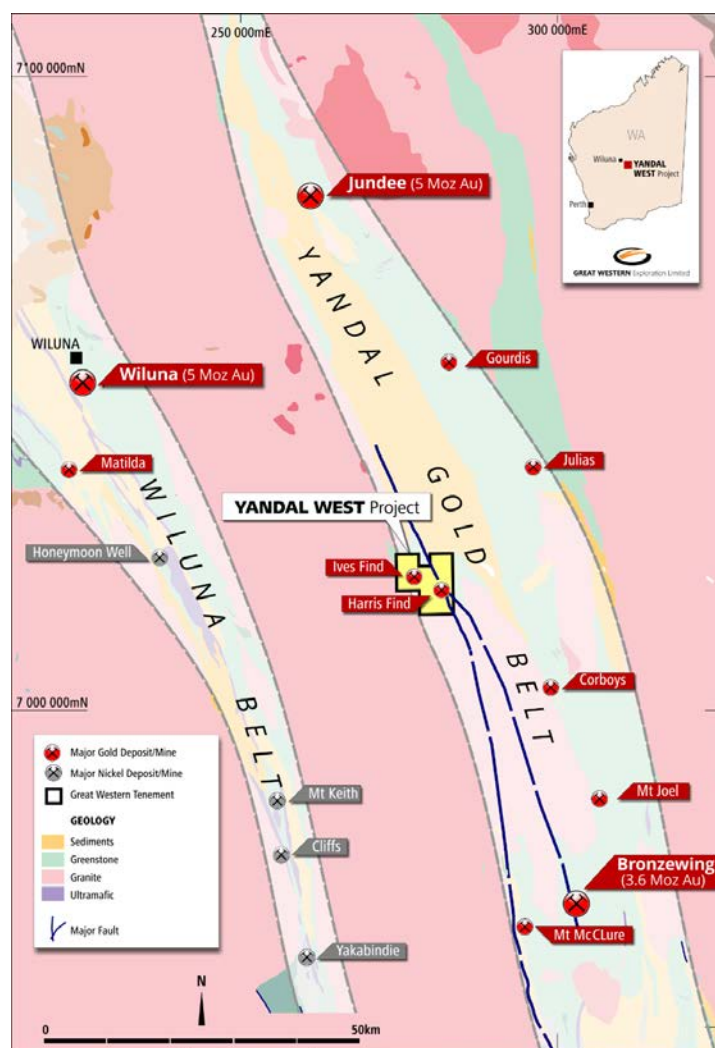 250 000mE
300 000mE
7100 000mN
WA
Wiluna
YANDAL
WEST Project
Perth
GREAT WESTERN Exploration Limited
Jundee (5 Moz Au)
YANDAL
GOLD
BELT
WILUNA
Wiluna (5 Moz Au)
Gourdis
Matilda
Julias
WILUNA
BELT
YANDAL WEST Project
Honeymoon Well
Ives Find
Harris Find
Corboys
7 000 000mN
Major Gold Deposit/Mine
Major Nickel Deposit/Mine
Great Western Tenement
GEOLOGY
Sediments
Greenstone
Granite
Ultramafic
Major Fault
Mt Keith
Mt Joel
Cliffs
Bronzewing
(3.6 Moz Au)
Mt McCLure
Yakabindie
N
0
50km